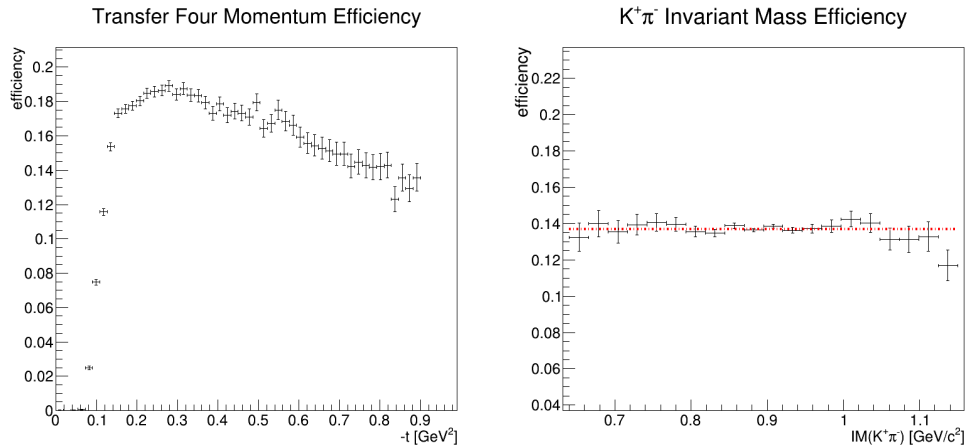 Transfer Four Momentum Efficiency
efficiency
0.2
0.18
0.16
0.14
0.12
0.1
0.08
0.06
0.04
0.02
0
0 0.1 0.2 0.3 0.4 0.5 0.6 0.7 0.8 0.9
-t [GeV²]
K⁺π⁻ Invariant Mass Efficiency
efficiency
0.22
0.2
0.18
0.16
0.14
0.12
0.1
0.08
0.06
0.04
0.7 0.8 0.9 1 1.1
IM(K⁺π⁻) [GeV/c²]